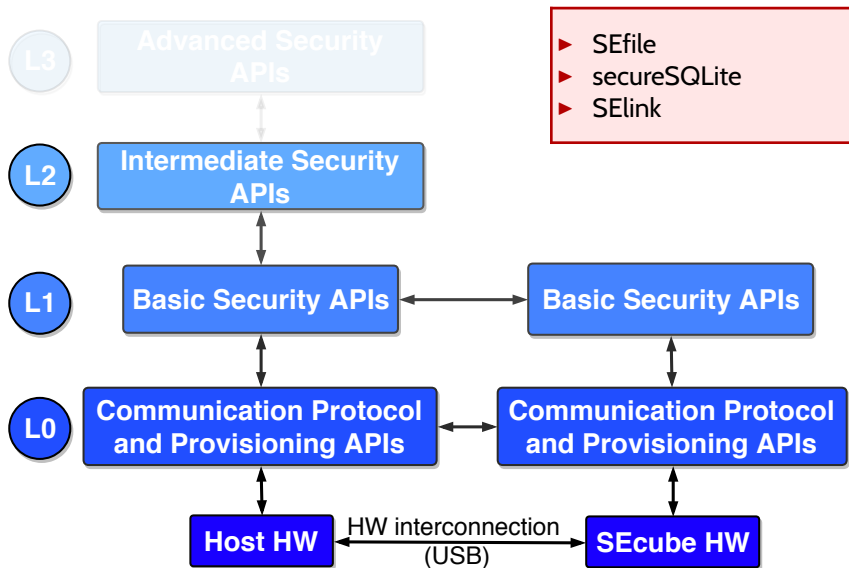 L3
Advanced Security
APIs
► SEfile
► secureSQLite
► SElink
L2
Intermediate Security
APIs
L1
Basic Security APIs
Basic Security APIs
L0
Communication Protocol
and Provisioning APIs
Communication Protocol
and Provisioning APIs
Host HW
HW interconnection
(USB)
SEcube HW